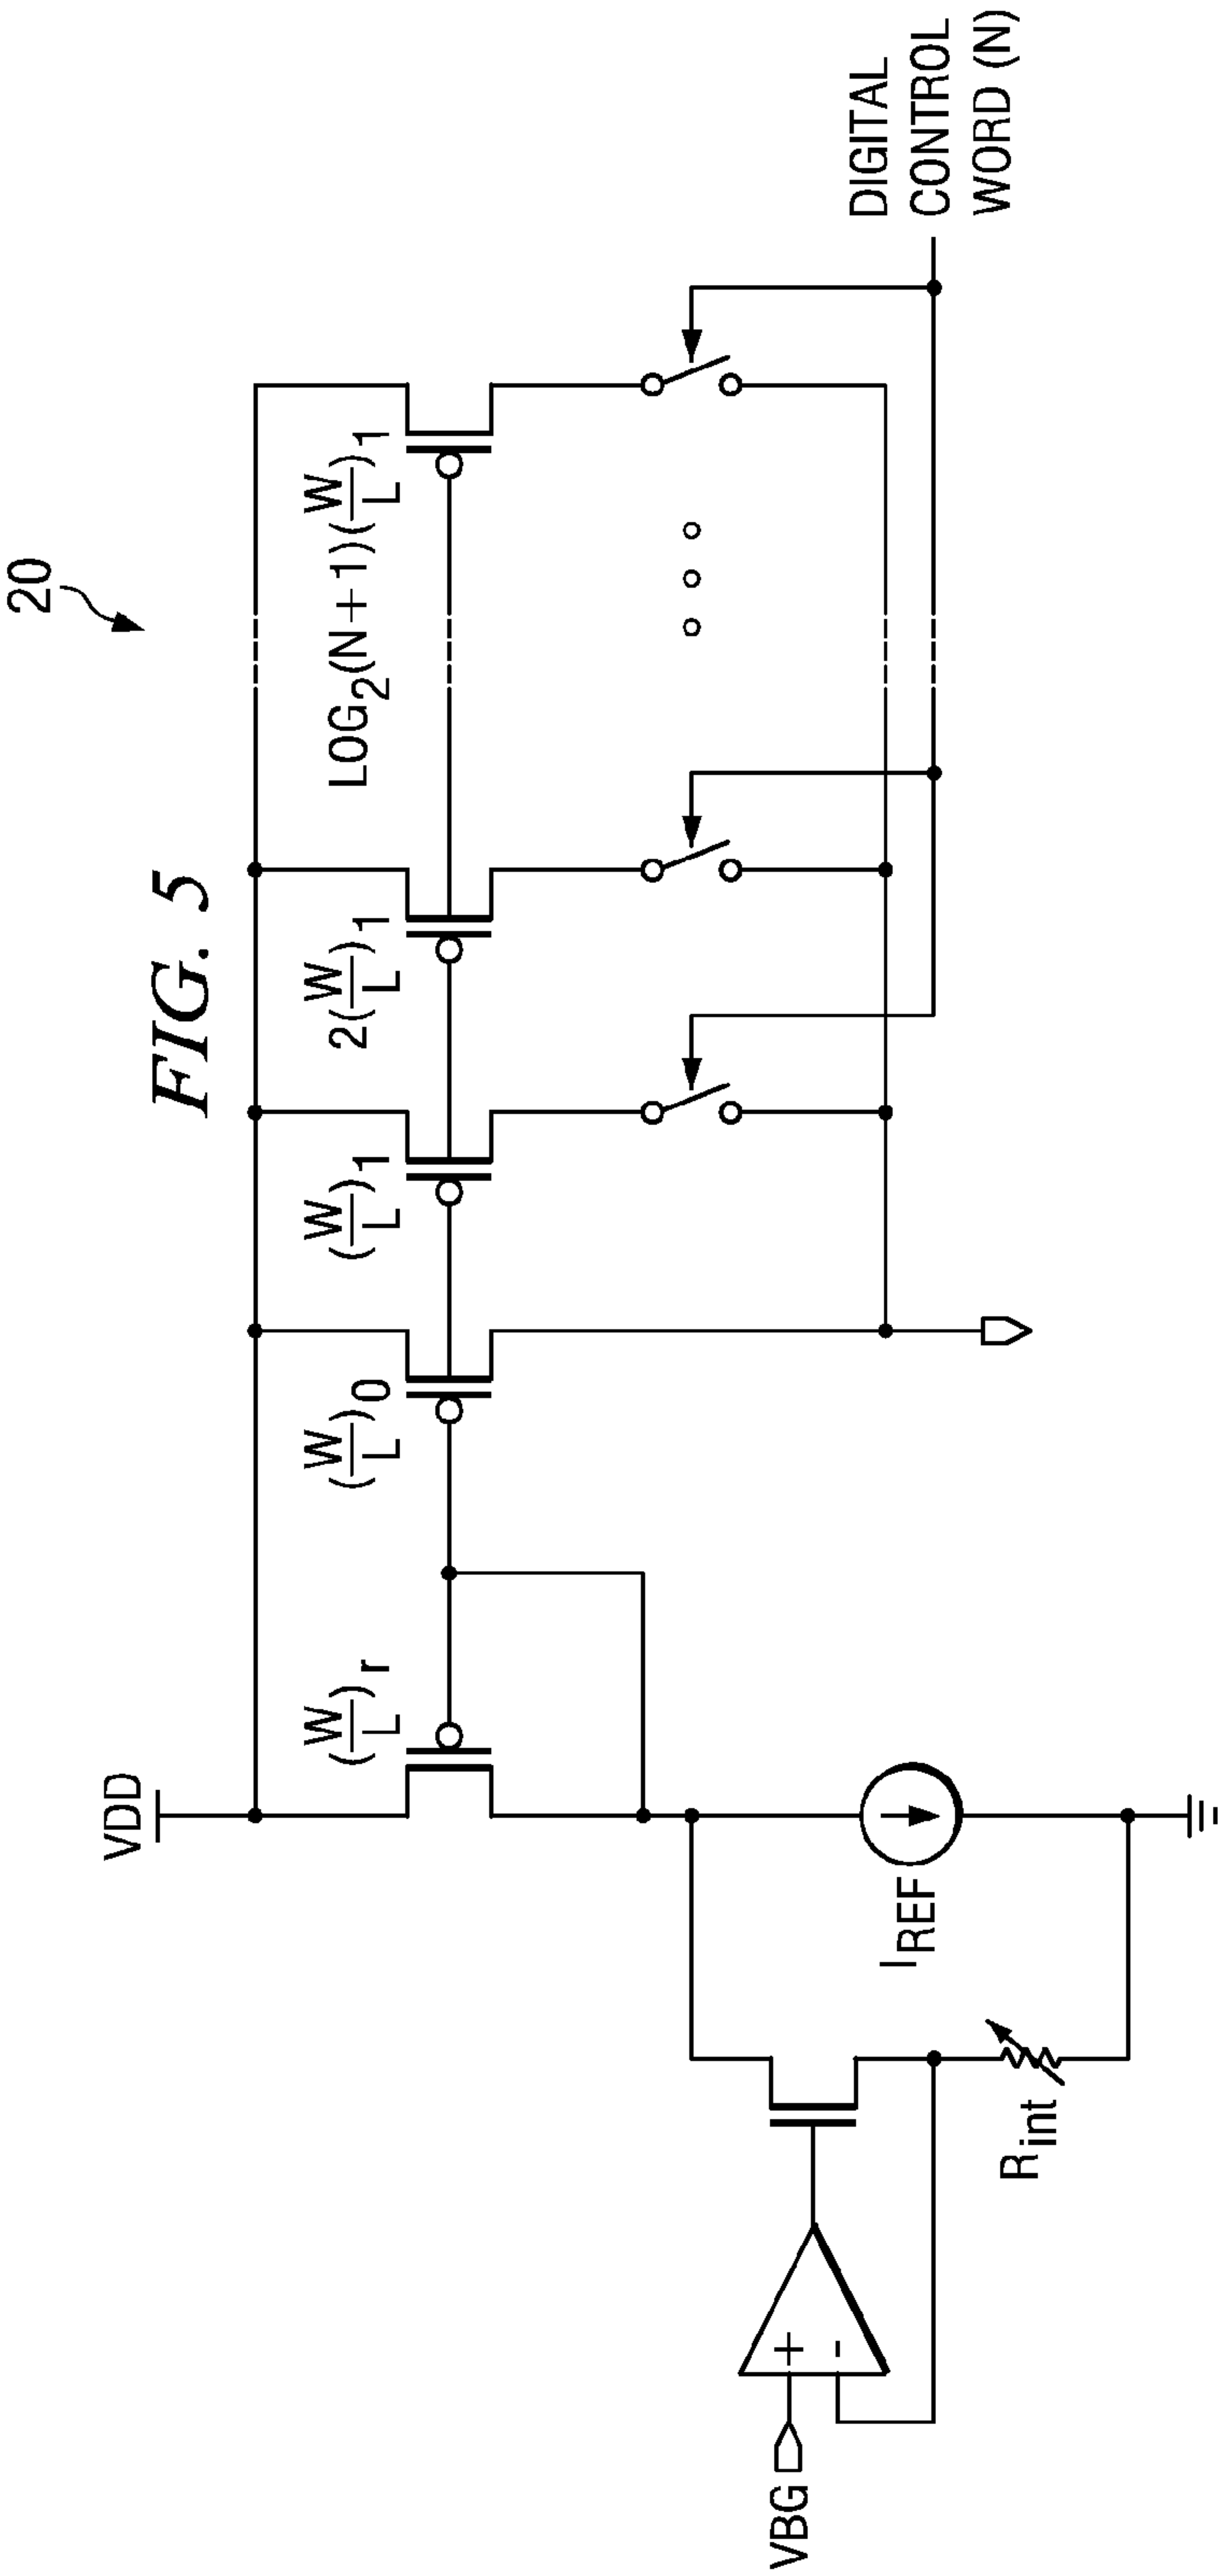 20
FIG. 5
VDD
(W/L)r
(W/L)0
(W/L)1
2(W/L)1
LOG2(N+1)(W/L)1
VBG
+
-
Rint
IREF
DIGITAL
CONTROL
WORD (N)